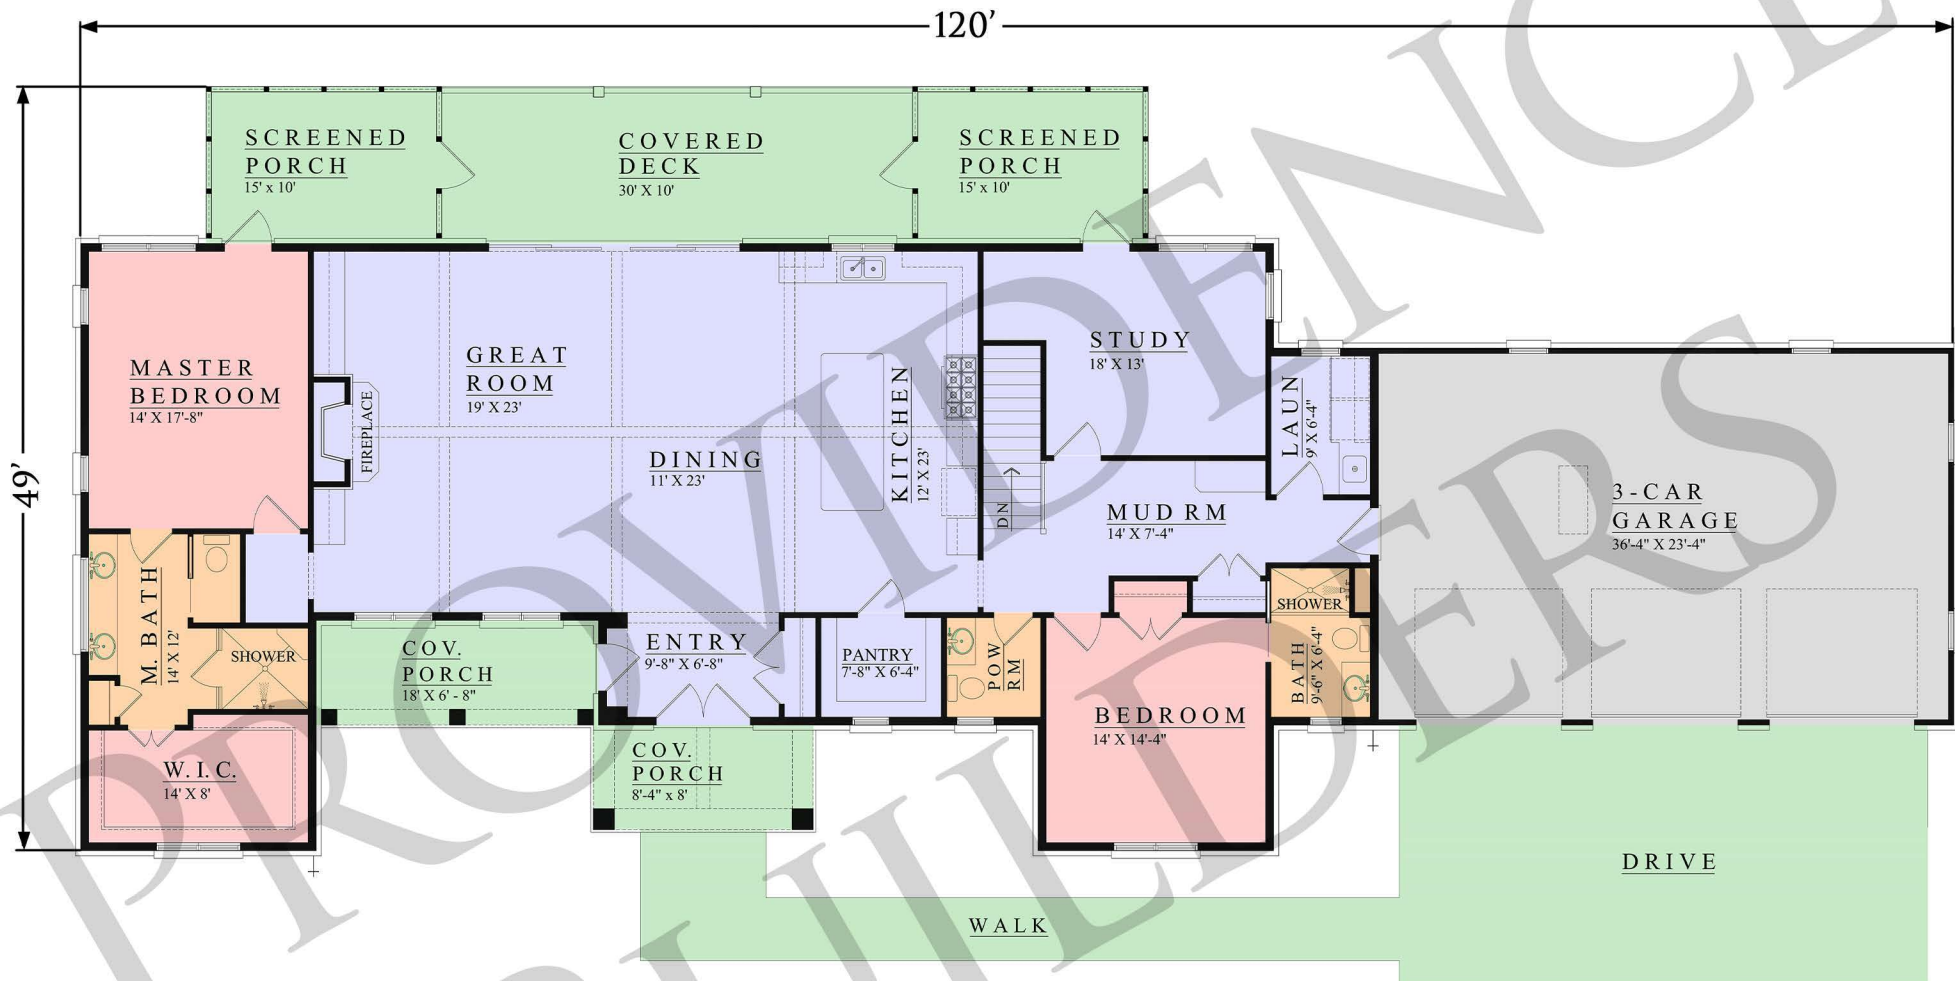 120'
49'
SCREENED
PORCH
15' x 10'
COVERED
DECK
30' X 10'
SCREENED
PORCH
15' x 10'
MASTER
BEDROOM
14' X 17'-8"
GREAT
ROOM
19' X 23'
FIREPLACE
DINING
11' X 23'
KITCHEN
12' X 23'
STUDY
18' X 13'
LAUN
9' X 6'-4"
DN
MUD RM
14' X 7'-4"
3-CAR
GARAGE
36'-4" X 23'-4"
M. BATH
14' X 12'
SHOWER
COV.
PORCH
18' X 6' - 8"
ENTRY
9'-8" X 6'-8"
PANTRY
7'-8" X 6'-4"
POW
RM
SHOWER
BATH
9'-6" X 6'-4"
BEDROOM
14' X 14'-4"
W. I. C.
14' X 8'
COV.
PORCH
8'-4" x 8'
DRIVE
WALK
PROVIDENCE
BUILDERS